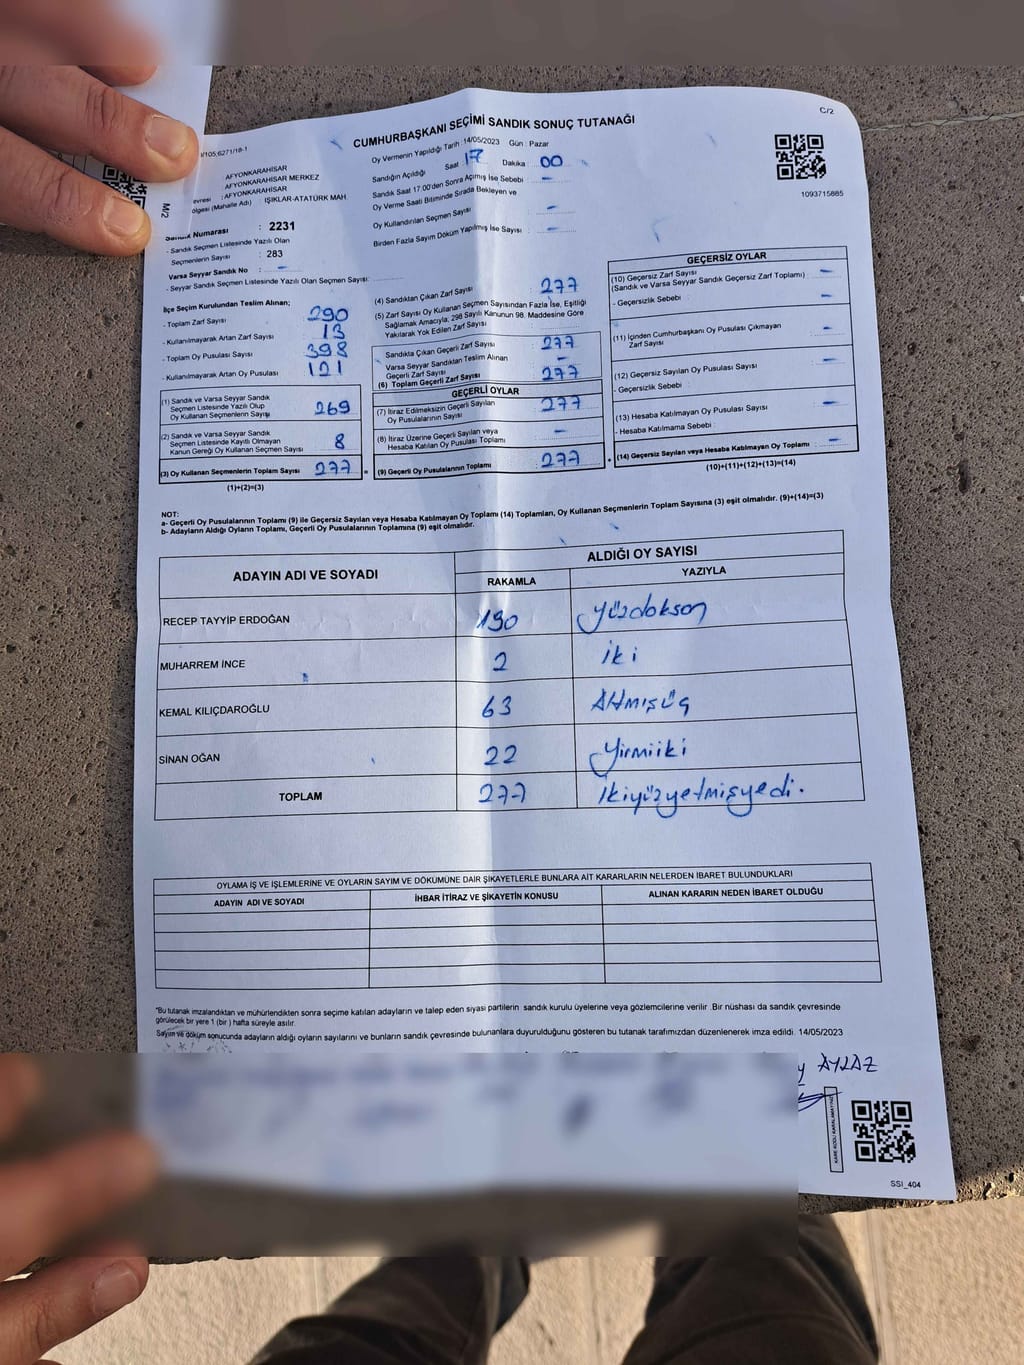 C/2
CUMHURBAŞKANI SEÇİMİ SANDIK SONUÇ TUTANAĞI
Oy Vermenin Yapıldığı Tarih : 14/05/2023 Gün : Pazar
Sandığın Açıldığı Saat 17 Dakika : 00
Sandık Saat 17.00'den Sonra Açılmış İse Sebebi : -
Oy Verme Saati Bitiminde Sırada Bekleyen ve
Oy Kullandırılan Seçmen Sayısı : -
Birden Fazla Sayım Döküm Yapılmış İse Sayısı : -
1093715885
M/2
AFYONKARAHİSAR
AFYONKARAHİSAR MERKEZ
: AFYONKARAHİSAR
(Mahalle Adı) : IŞIKLAR-ATATÜRK MAH.
Numarası : 2231
- Sandık Seçmen Listesinde Yazılı Olan
Seçmenlerin Sayısı : 283
Varsa Seyyar Sandık No : -
- Seyyar Sandık Seçmen Listesinde Yazılı Olan Seçmen Sayısı:
İlçe Seçim Kurulundan Teslim Alınan;
- Toplam Zarf Sayısı 290
- Kullanılmayarak Artan Zarf Sayısı 13
- Toplam Oy Pusulası Sayısı 398
- Kullanılmayarak Artan Oy Pusulası 121
(1) Sandık ve Varsa Seyyar Sandık
Seçmen Listesinde Yazılı Olup
Oy Kullanan Seçmenlerin Sayısı 269
(2) Sandık ve Varsa Seyyar Sandık
Seçmen Listesinde Kayıtlı Olmayan
Kanun Gereği Oy Kullanan Seçmen Sayısı 8
(3) Oy Kullanan Seçmenlerin Toplam Sayısı 277 =
(1)+(2)=(3)
(4) Sandıktan Çıkan Zarf Sayısı 277
(5) Zarf Sayısı Oy Kullanan Seçmen Sayısından Fazla İse, Eşitliği
Sağlamak Amacıyla; 298 Sayılı Kanunun 98. Maddesine Göre
Yakılarak Yok Edilen Zarf Sayısı :
Sandıkta Çıkan Geçerli Zarf Sayısı 277
Varsa Seyyar Sandıktan Teslim Alınan
Geçerli Zarf Sayısı -
(6) Toplam Geçerli Zarf Sayısı 277
GEÇERLİ OYLAR
(7) İtiraz Edilmeksizin Geçerli Sayılan
Oy Pusulalarının Sayısı 277
(8) İtiraz Üzerine Geçerli Sayılan veya
Hesaba Katılan Oy Pusulası Toplamı -
(9) Geçerli Oy Pusulalarının Toplamı 277 +
GEÇERSİZ OYLAR
(10) Geçersiz Zarf Sayısı
(Sandık ve Varsa Seyyar Sandık Geçersiz Zarf Toplamı) : -
- Geçersizlik Sebebi : -
(11) İçinden Cumhurbaşkanı Oy Pusulası Çıkmayan
Zarf Sayısı : -
(12) Geçersiz Sayılan Oy Pusulası Sayısı : -
- Geçersizlik Sebebi :
(13) Hesaba Katılmayan Oy Pusulası Sayısı : -
- Hesaba Katılmama Sebebi :
(14) Geçersiz Sayılan veya Hesaba Katılmayan Oy Toplamı : -
(10)+(11)+(12)+(13)=(14)
NOT:
a- Geçerli Oy Pusulalarının Toplamı (9) ile Geçersiz Sayılan veya Hesaba Katılmayan Oy Toplamı (14) Toplamları, Oy Kullanan Seçmenlerin Toplam Sayısına (3) eşit olmalıdır. (9)+(14)=(3)
b- Adayların Aldığı Oyların Toplamı, Geçerli Oy Pusulalarının Toplamına (9) eşit olmalıdır.
ADAYIN ADI VE SOYADI ALDIĞI OY SAYISI
RAKAMLA YAZIYLA
RECEP TAYYİP ERDOĞAN 190 yüzdokson
MUHARREM İNCE 2 iki
KEMAL KILIÇDAROĞLU 63 Altmışüç
SİNAN OĞAN 22 yirmiiki
TOPLAM 277 ikiyüzyetmişyedi.
OYLAMA İŞ VE İŞLEMLERİNE VE OYLARIN SAYIM VE DÖKÜMÜNE DAİR ŞİKAYETLERLE BUNLARA AİT KARARLARIN NELERDEN İBARET BULUNDUKLARI
ADAYIN ADI VE SOYADI İHBAR İTİRAZ VE ŞİKAYETİN KONUSU ALINAN KARARIN NEDEN İBARET OLDUĞU
"Bu tutanak imzalandıktan ve mühürlendikten sonra seçime katılan adayların ve talep eden siyasi partilerin sandık kurulu üyelerine veya gözlemcilerine verilir .Bir nüshası da sandık çevresinde
görülecek bir yere 1 (bir ) hafta süreyle asılır.
Sayım ve döküm sonucunda adayların aldığı oyların sayılarını ve bunların sandık çevresinde bulunanlara duyurulduğunu gösteren bu tutanak tarafımızdan düzenlenerek imza edildi. 14/05/2023
AYLAZ
SSI_404